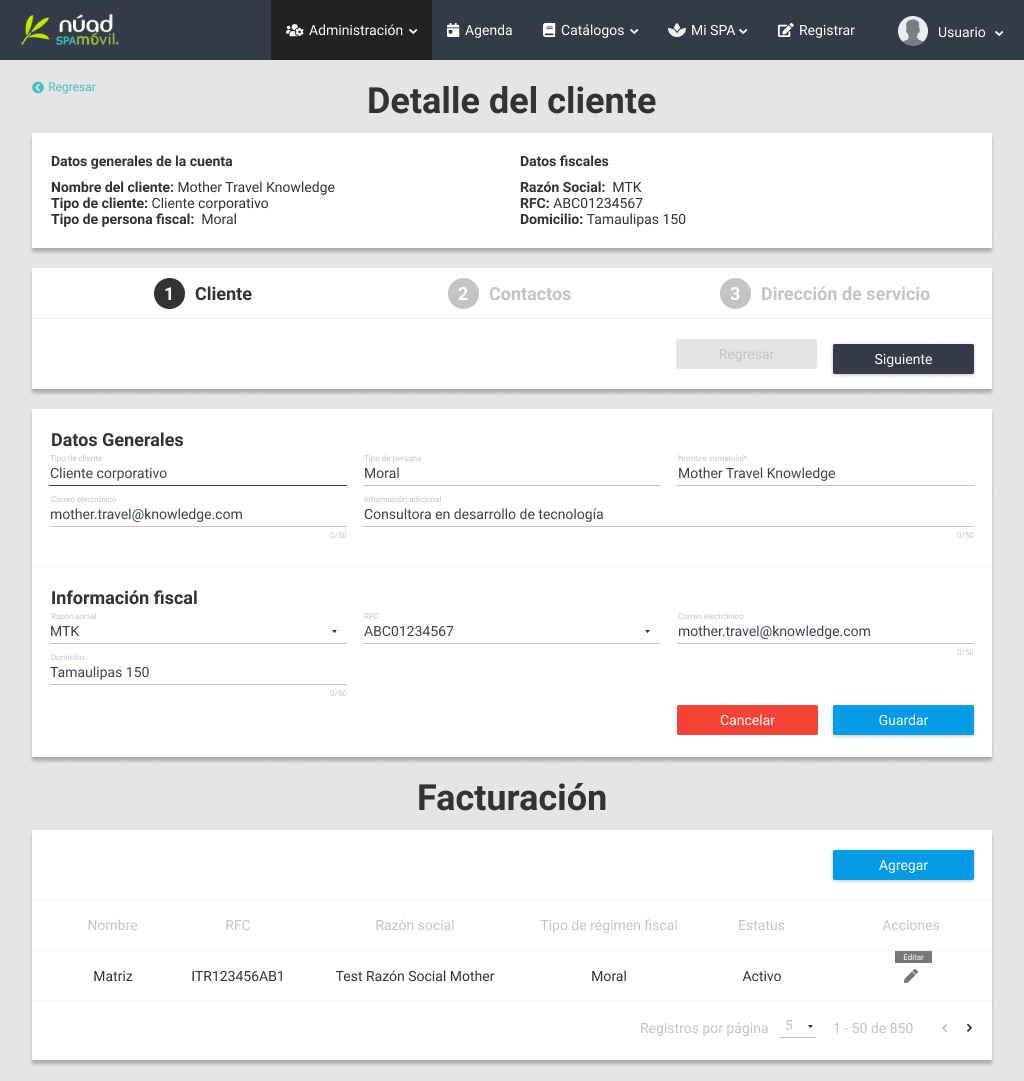 núad
SPAmóvil.
Administración
Agenda
Catálogos
Mi SPA
Registrar
Usuario
Regresar
Detalle del cliente
Datos generales de la cuenta
Nombre del cliente: Mother Travel Knowledge
Tipo de cliente: Cliente corporativo
Tipo de persona fiscal: Moral
Datos fiscales
Razón Social: MTK
RFC: ABC01234567
Domicilio: Tamaulipas 150
1 Cliente
2 Contactos
3 Dirección de servicio
Regresar
Siguiente
Datos Generales
Tipo de cliente
Cliente corporativo
Tipo de persona
Moral
Nombre comercial*
Mother Travel Knowledge
Correo electrónico
mother.travel@knowledge.com
0/50
Información adicional
Consultora en desarrollo de tecnología
0/50
Información fiscal
Razón social
MTK
RFC
ABC01234567
Correo electrónico
mother.travel@knowledge.com
0/50
Domicilio
Tamaulipas 150
0/50
Cancelar
Guardar
Facturación
Agregar
Nombre RFC Razón social Tipo de régimen fiscal Estatus Acciones
Editar
Matriz ITR123456AB1 Test Razón Social Mother Moral Activo
Registros por página 5 1 - 50 de 850